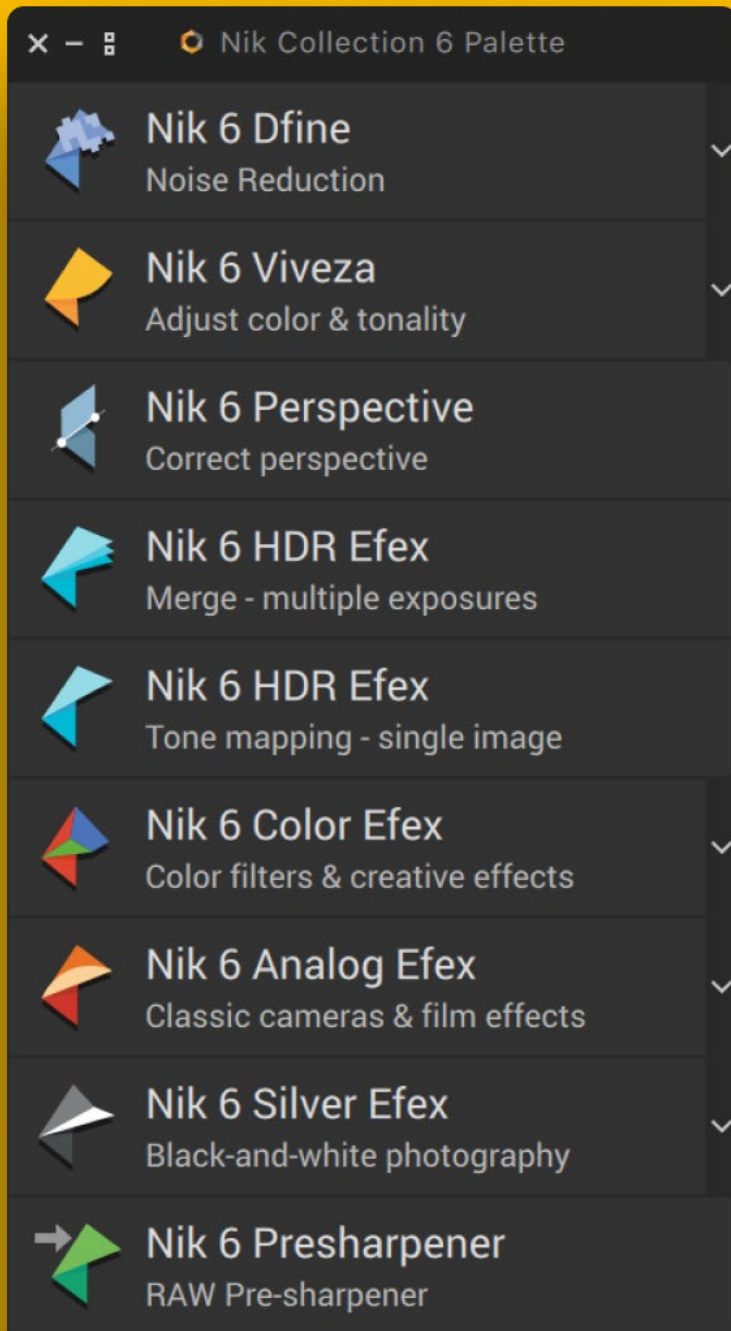 Nik Collection 6 Palette
Nik 6 Dfine
Noise Reduction
Nik 6 Viveza
Adjust color & tonality
Nik 6 Perspective
Correct perspective
Nik 6 HDR Efex
Merge - multiple exposures
Nik 6 HDR Efex
Tone mapping - single image
Nik 6 Color Efex
Color filters & creative effects
Nik 6 Analog Efex
Classic cameras & film effects
Nik 6 Silver Efex
Black-and-white photography
Nik 6 Presharpener
RAW Pre-sharpener